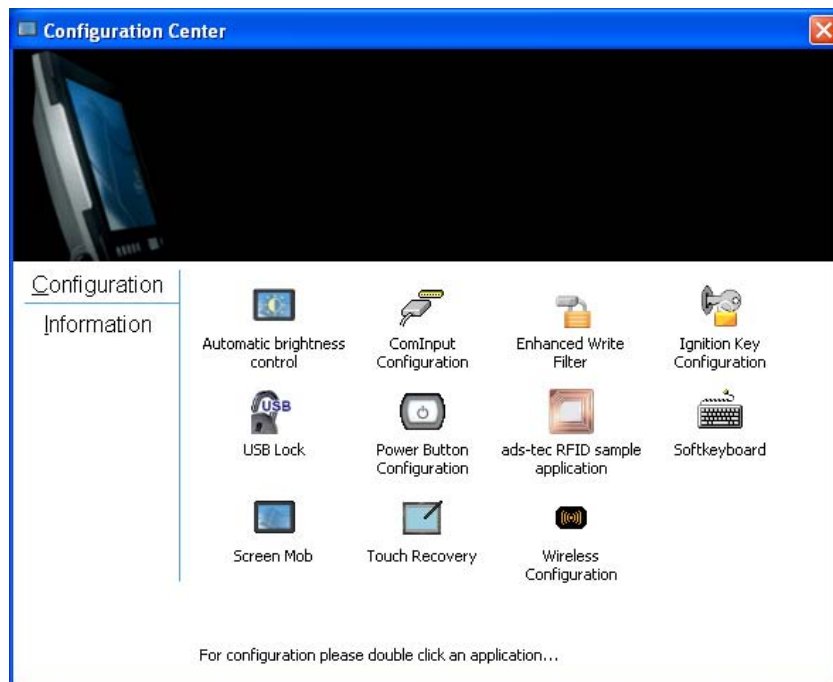 Configuration Center
Configuration
Information
Automatic brightness
control
ComInput
Configuration
Enhanced Write
Filter
Ignition Key
Configuration
USB
USB Lock
Power Button
Configuration
ads-tec RFID sample
application
Softkeyboard
Screen Mob
Touch Recovery
Wireless
Configuration
For configuration please double click an application...